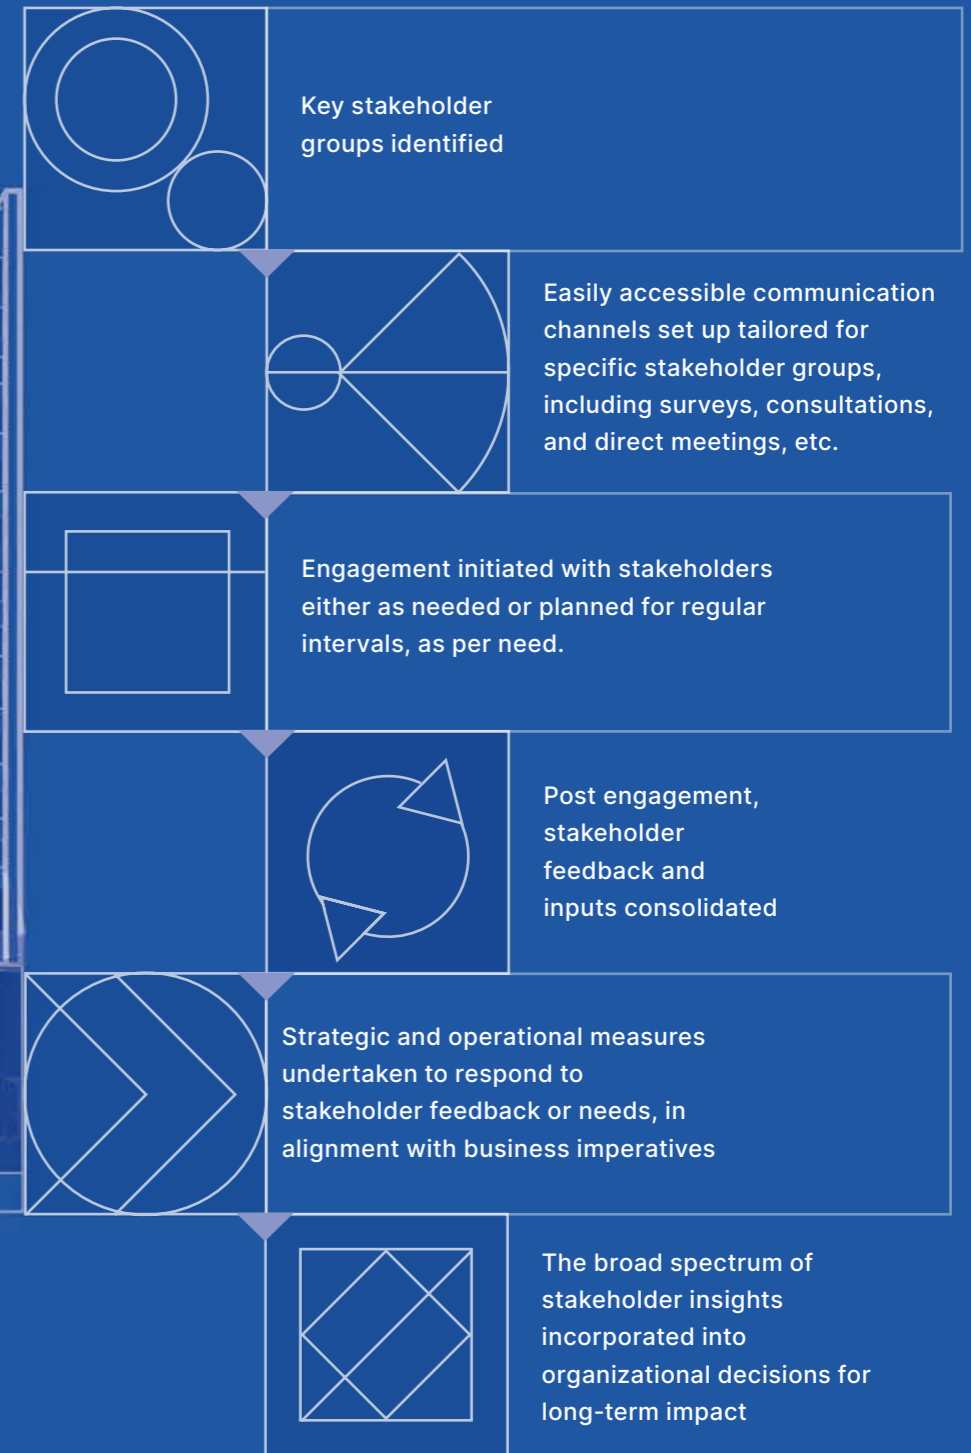 Key stakeholder
groups identified
Easily accessible communication
channels set up tailored for
specific stakeholder groups,
including surveys, consultations,
and direct meetings, etc.
Engagement initiated with stakeholders
either as needed or planned for regular
intervals, as per need.
Post engagement,
stakeholder
feedback and
inputs consolidated
Strategic and operational measures
undertaken to respond to
stakeholder feedback or needs, in
alignment with business imperatives
The broad spectrum of
stakeholder insights
incorporated into
organizational decisions for
long-term impact